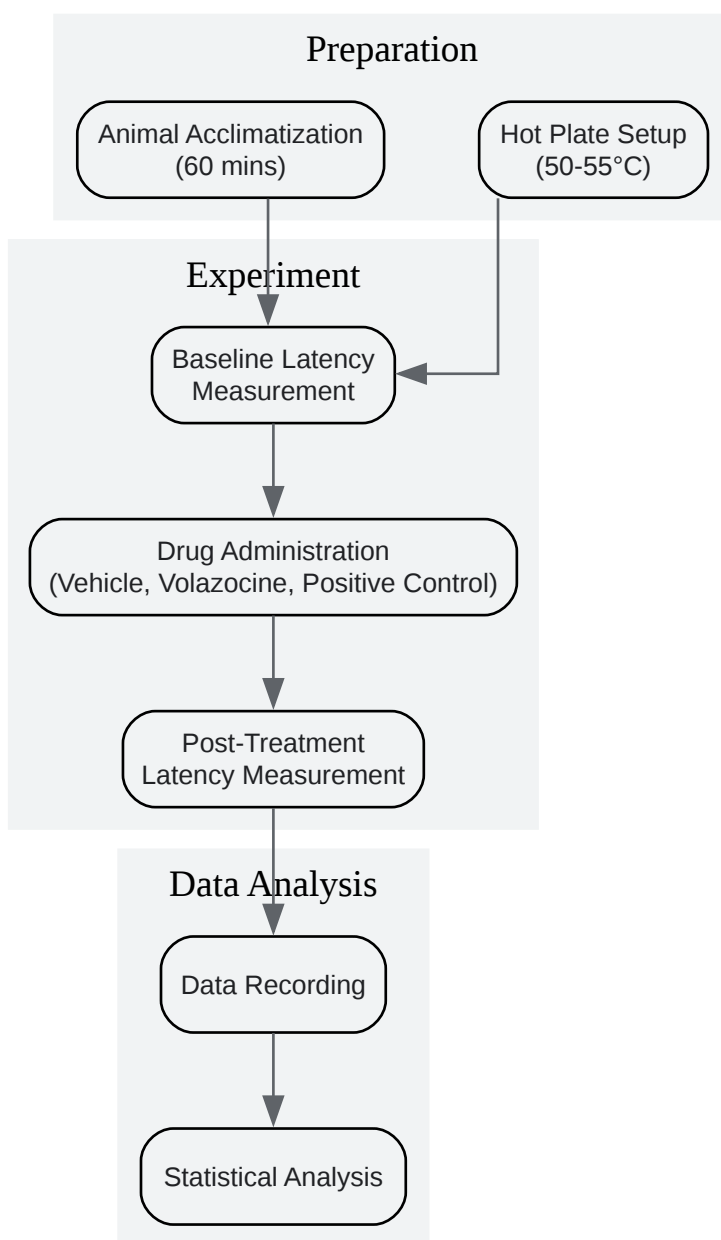 Preparation
Animal Acclimatization
(60 mins)
Hot Plate Setup
(50-55°C)
Experiment
Baseline Latency
Measurement
Drug Administration
(Vehicle, Volazocine, Positive Control)
Post-Treatment
Latency Measurement
Data Analysis
Data Recording
Statistical Analysis